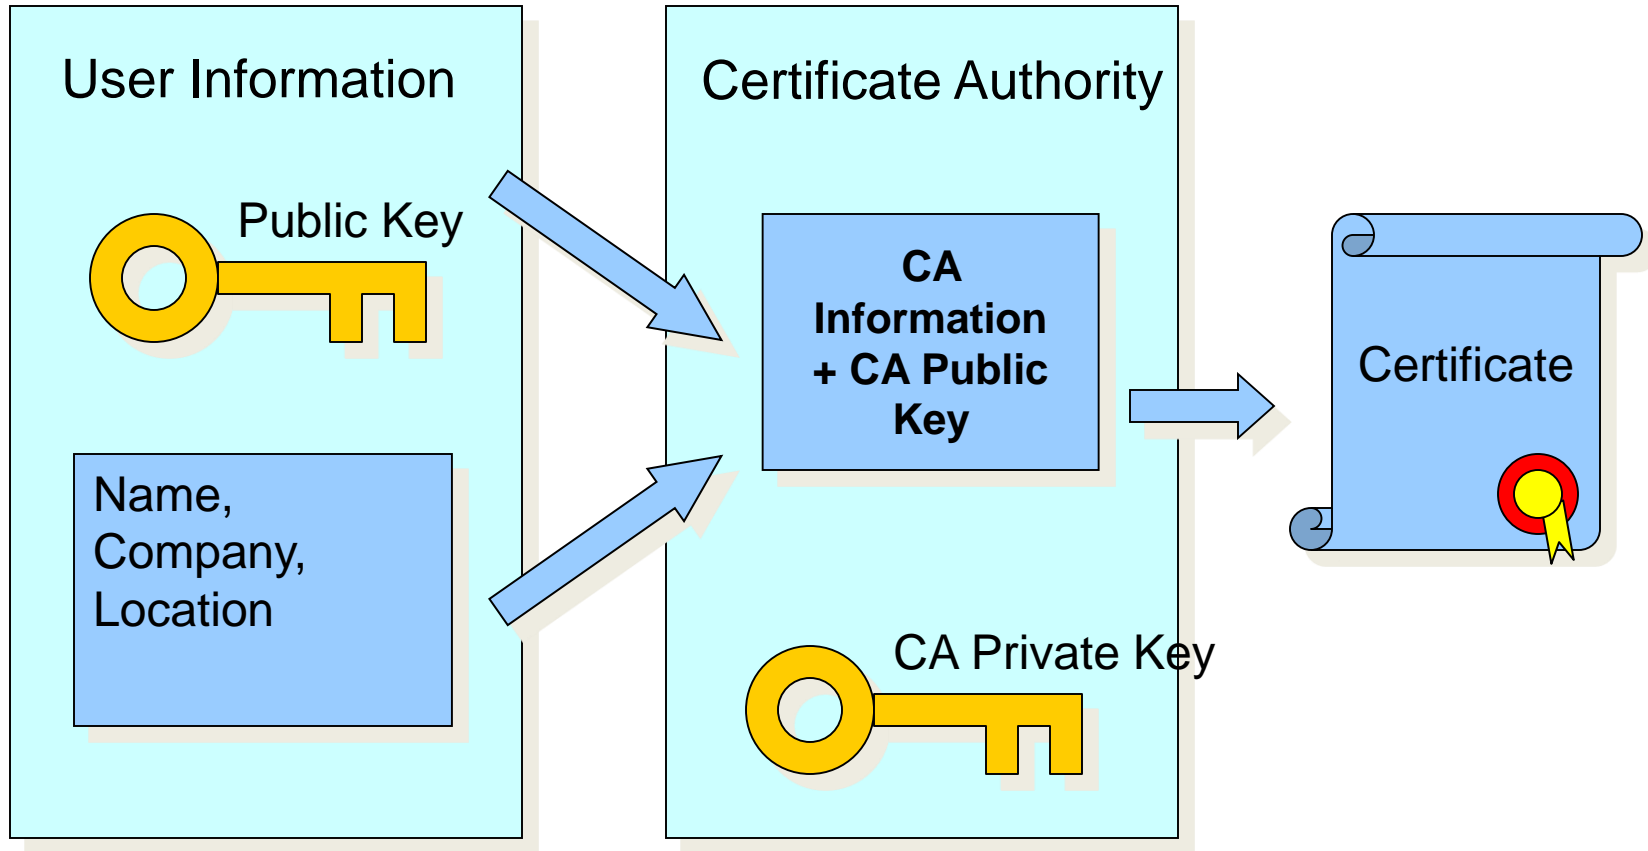 User Information
Public Key
Name,
Company,
Location
Certificate Authority
CA
Information
+ CA Public
Key
CA Private Key
Certificate